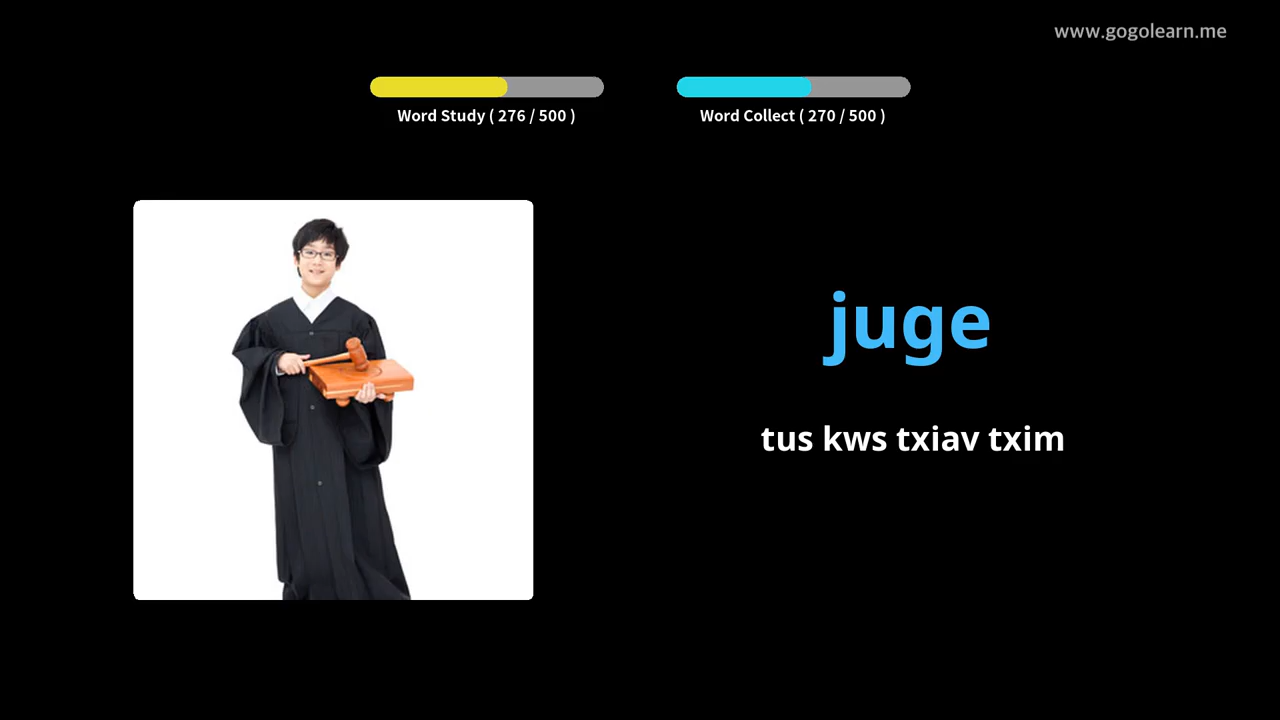 www.gogolearn.me
Word Study ( 276 / 500 )
Word Collect ( 270 / 500 )
juge
tus kws txiav txim